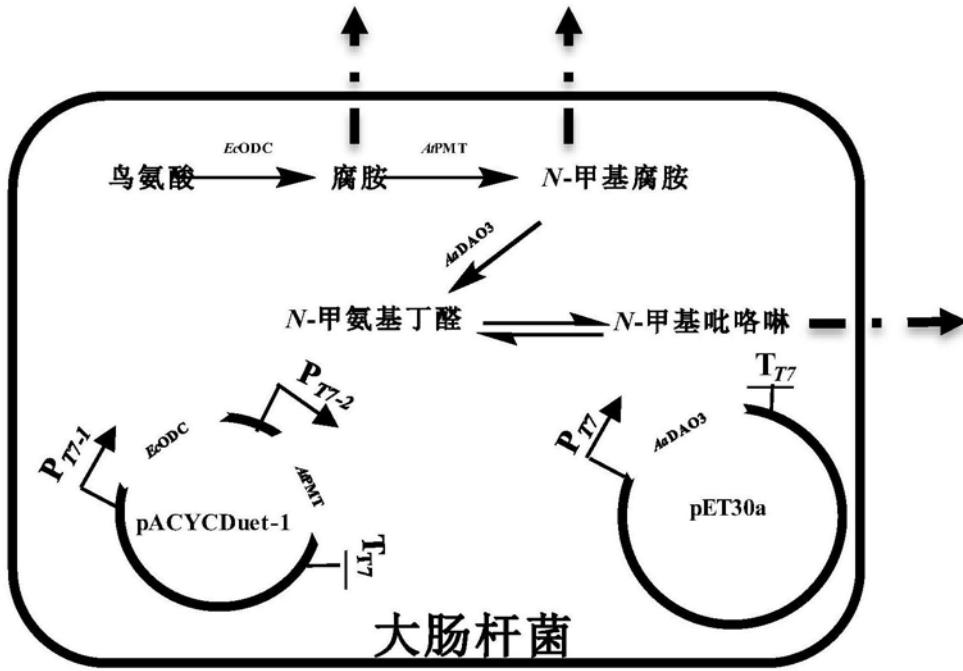 EcODC AtPMT
鸟氨酸 腐胺 N-甲基腐胺
AaDAO3
N-甲氨基丁醛 N-甲基吡咯啉
PT7-1 EcODC PT7-2
AtPMT
pACYCDuet-1
TT7
PT7 AaDAO3 TT7
pET30a
大肠杆菌